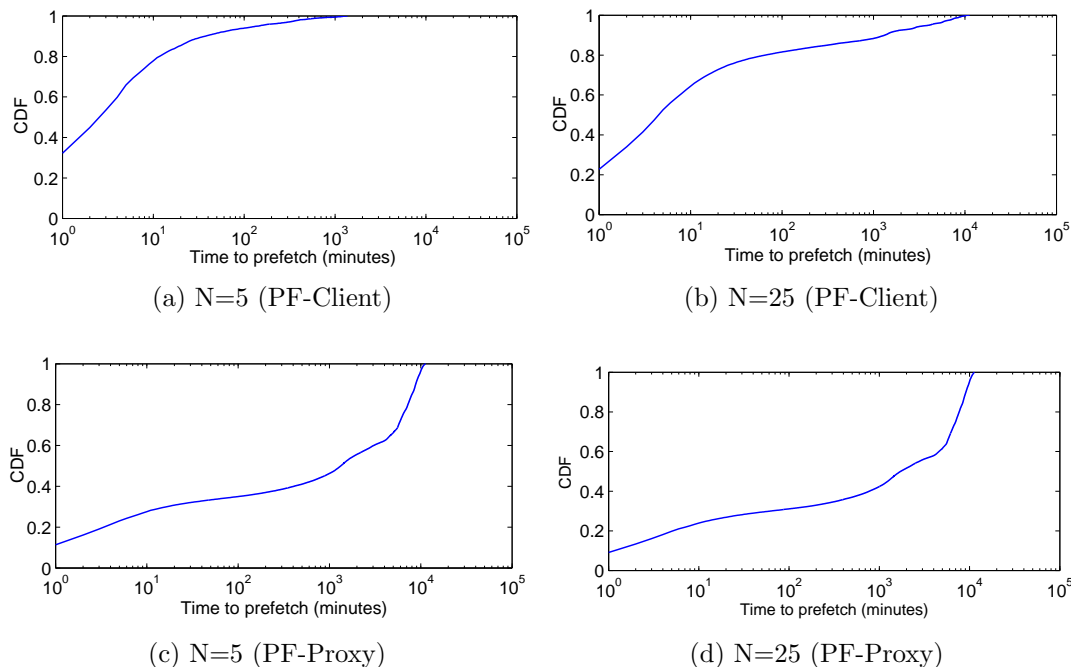 1
0.8
0.6
0.4
0.2
0
CDF
10^0 10^1 10^2 10^3 10^4 10^5
Time to prefetch (minutes)
(a) N=5 (PF-Client)
1
0.8
0.6
0.4
0.2
0
CDF
10^0 10^1 10^2 10^3 10^4 10^5
Time to prefetch (minutes)
(b) N=25 (PF-Client)
1
0.8
0.6
0.4
0.2
0
CDF
10^0 10^1 10^2 10^3 10^4 10^5
Time to prefetch (minutes)
(c) N=5 (PF-Proxy)
1
0.8
0.6
0.4
0.2
0
CDF
10^0 10^1 10^2 10^3 10^4 10^5
Time to prefetch (minutes)
(d) N=25 (PF-Proxy)